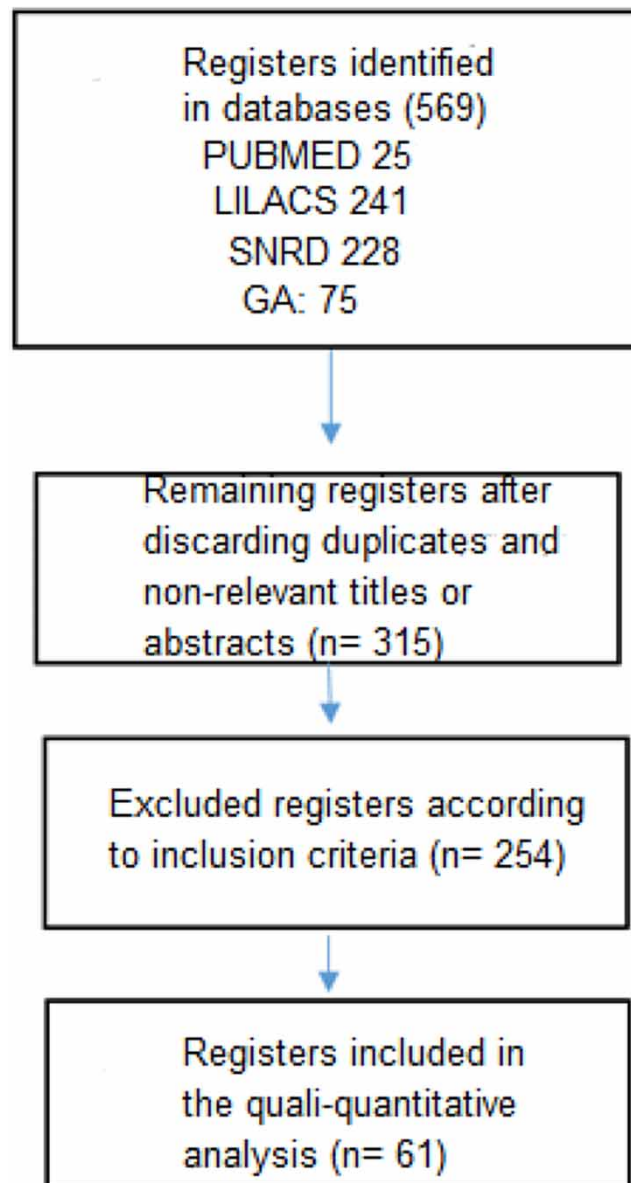 Registers identified
in databases (569)
PUBMED 25
LILACS 241
SNRD 228
GA: 75
Remaining registers after
discarding duplicates and
non-relevant titles or
abstracts (n= 315)
Excluded registers according
to inclusion criteria (n= 254)
Registers included in
the quali-quantitative
analysis (n= 61)